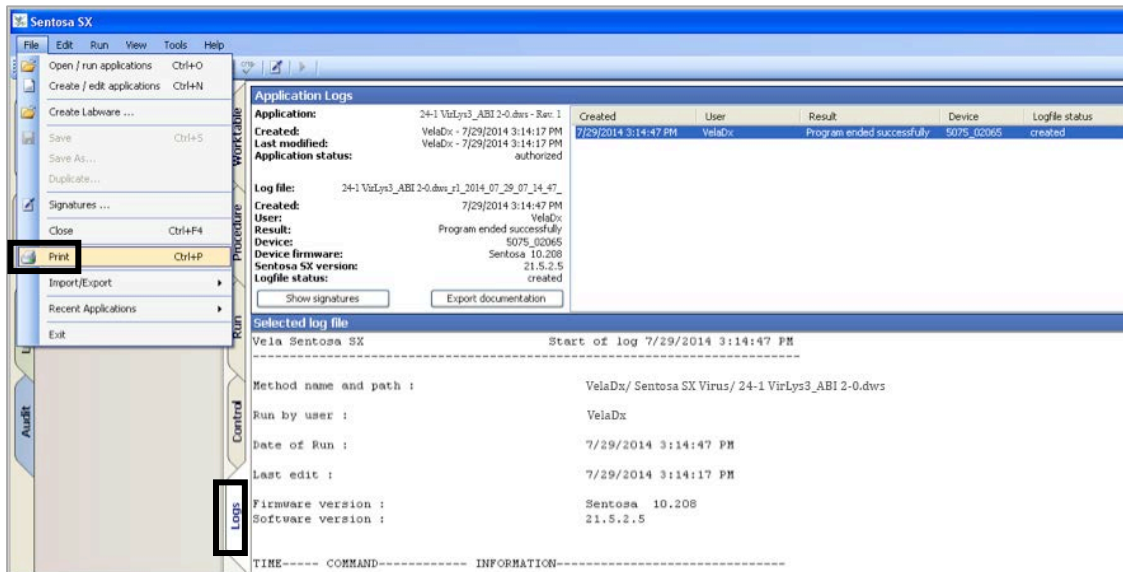 Sentosa SX
File Edit Run View Tools Help
Open / run applications Ctrl+O
Create / edit applications Ctrl+N
Create Labware ...
Save Ctrl+S
Save As...
Duplicate...
Signatures ...
Close Ctrl+F4
Print Ctrl+P
Import/Export
Recent Applications
Exit
Audit
Worktable
Procedure
Run
Control
Logs
Application Logs
Application: 24-1 VirLys3_ABI 2-0.dws - Rev. 1
Created: VelaDx - 7/29/2014 3:14:17 PM
Last modified: VelaDx - 7/29/2014 3:14:17 PM
Application status: authorized
Log file: 24-1 VirLys3_ABI 2-0.dws_r1_2014_07_29_07_14_47_
Created: 7/29/2014 3:14:47 PM
User: VelaDx
Result: Program ended successfully
Device: 5075_02065
Device firmware: Sentosa 10.208
Sentosa SX version: 21.5.2.5
Logfile status: created
Show signatures Export documentation
Created User Result Device Logfile status
7/29/2014 3:14:47 PM VelaDx Program ended successfully 5075_02065 created
Selected log file
Vela Sentosa SX Start of log 7/29/2014 3:14:47 PM
Method name and path : VelaDx/ Sentosa SX Virus/ 24-1 VirLys3_ABI 2-0.dws
Run by user : VelaDx
Date of Run : 7/29/2014 3:14:47 PM
Last edit : 7/29/2014 3:14:17 PM
Firmware version : Sentosa 10.208
Software version : 21.5.2.5
TIME----- COMMAND------------ INFORMATION-------------------------------